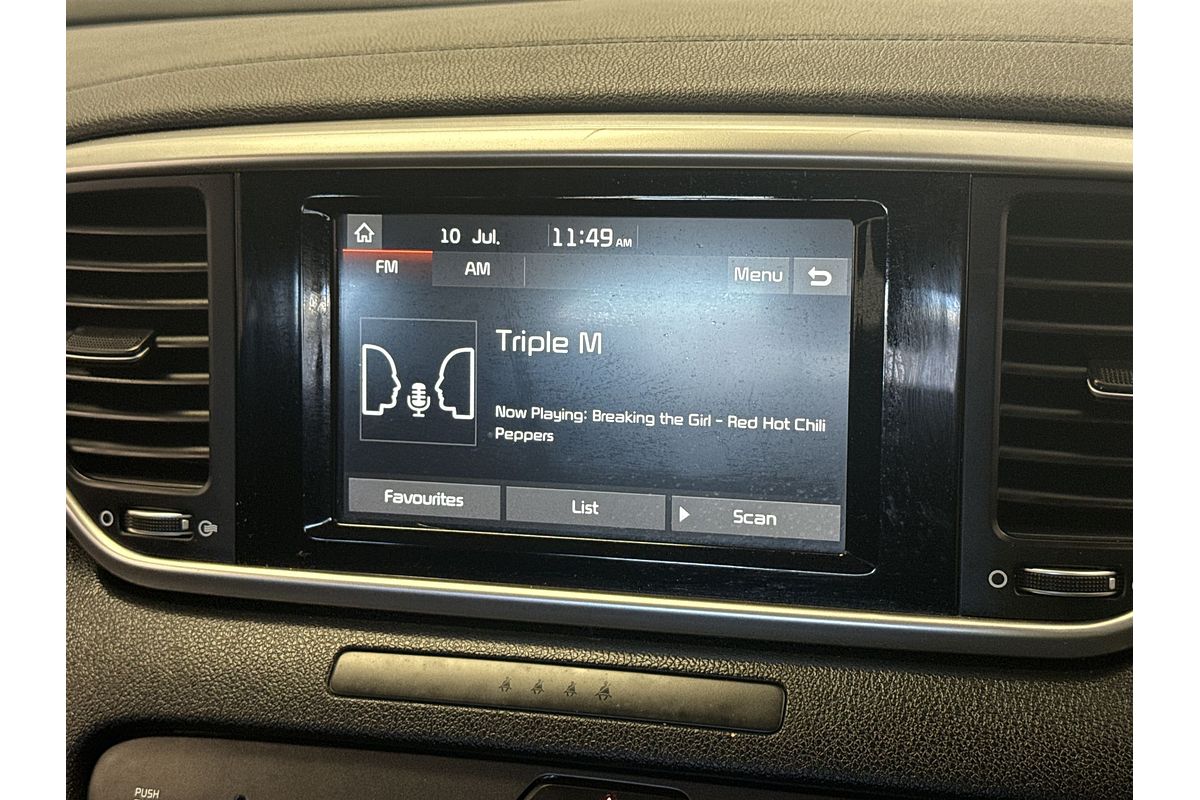 10 Jul. 11:49 AM
FM AM Menu
Triple M
Now Playing: Breaking the Girl - Red Hot Chili
Peppers
Favourites List Scan
PUSH